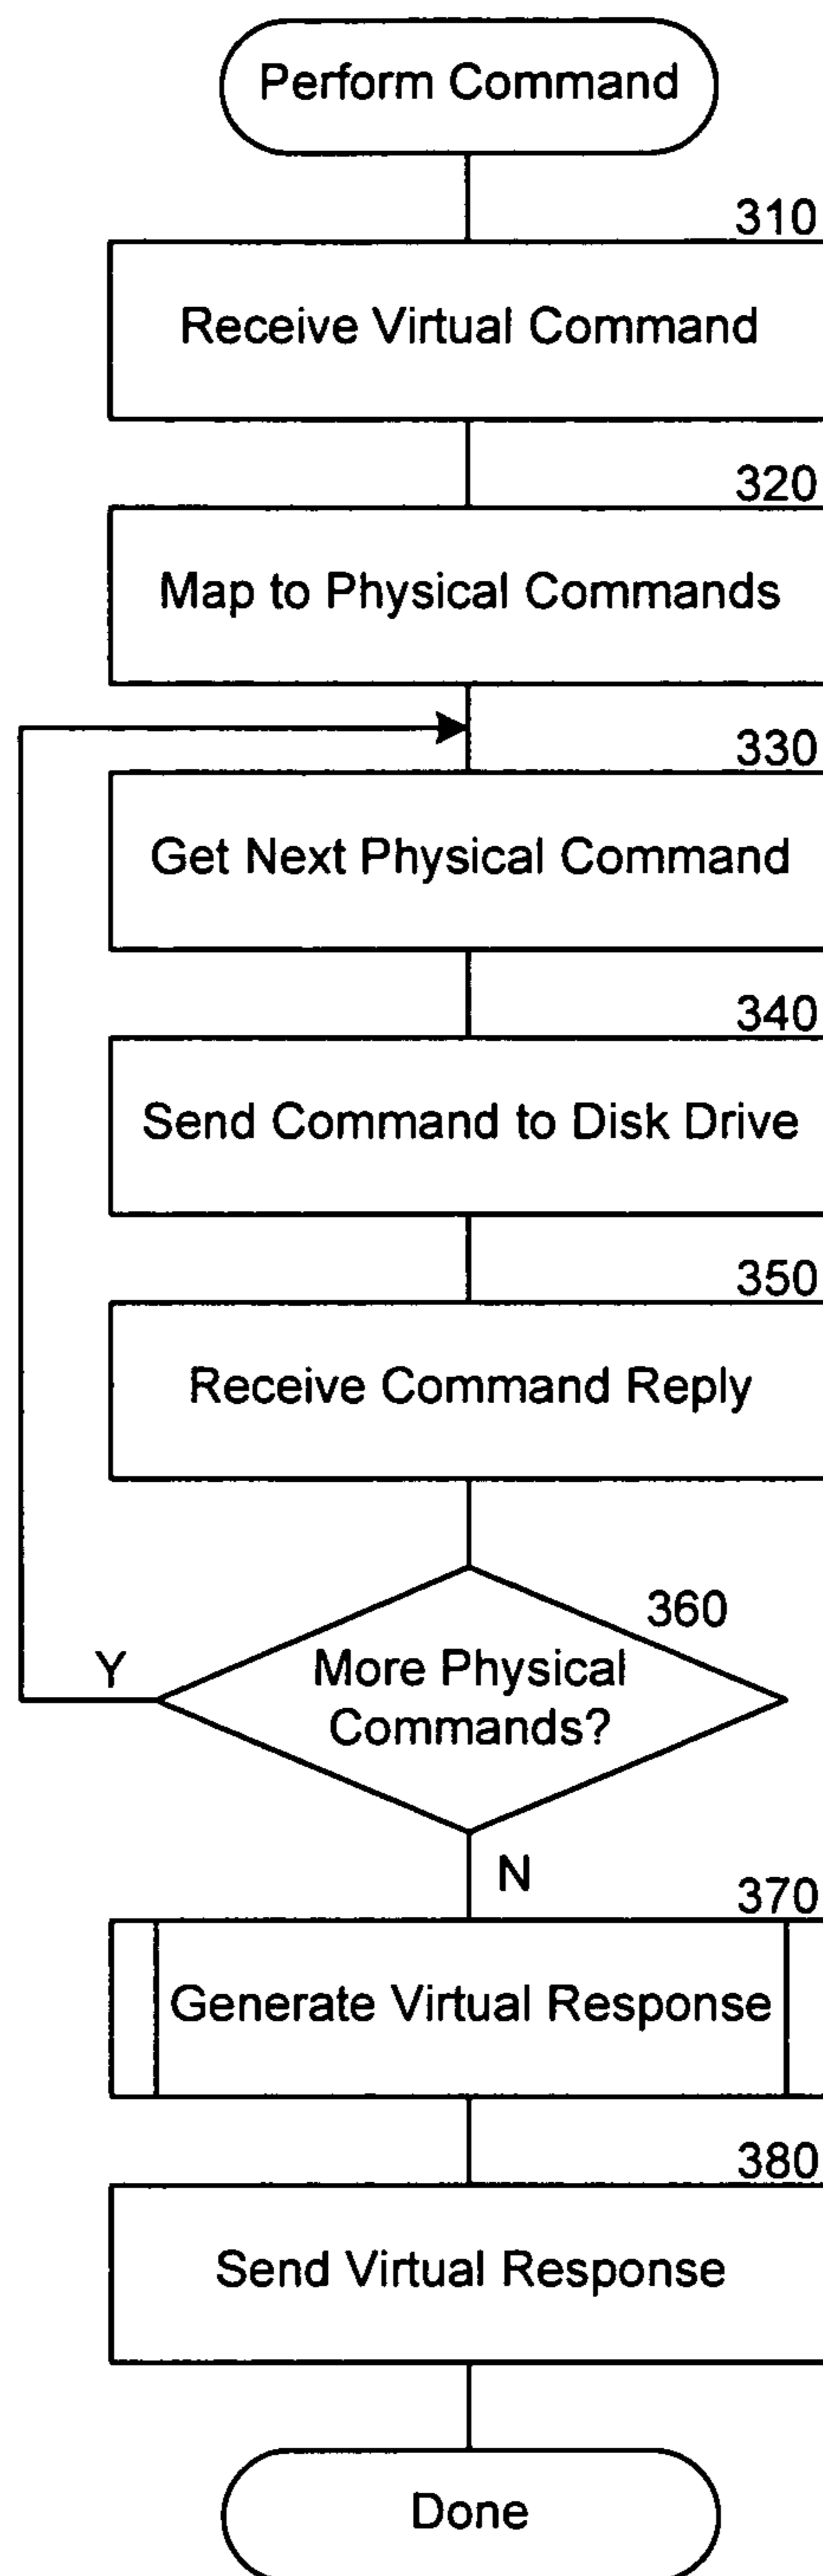 Perform Command
310
Receive Virtual Command
320
Map to Physical Commands
330
Get Next Physical Command
340
Send Command to Disk Drive
350
Receive Command Reply
360
More Physical
Commands?
Y
N
370
Generate Virtual Response
380
Send Virtual Response
Done